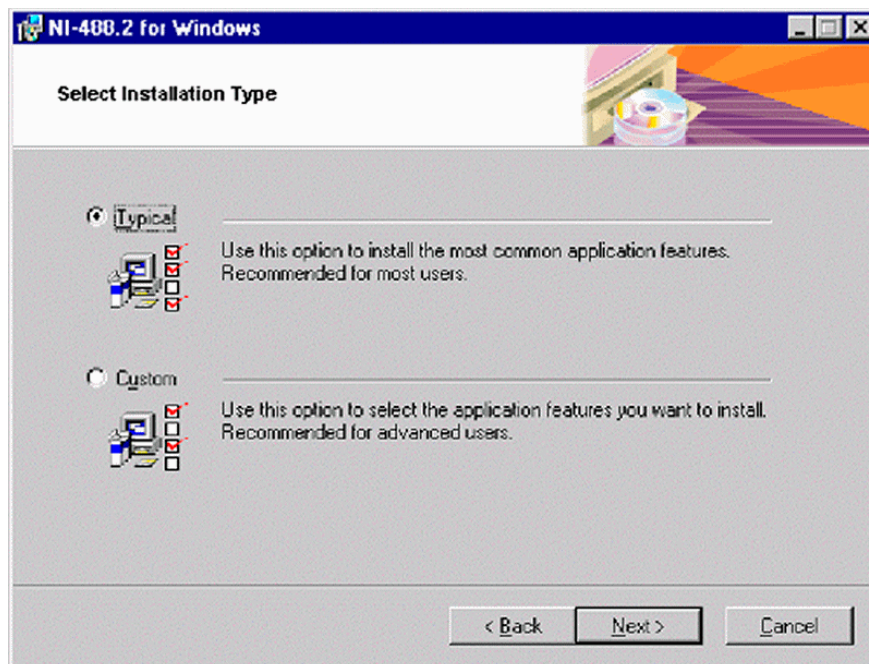 NI-488.2 for Windows
Select Installation Type
Typical
Use this option to install the most common application features.
Recommended for most users.
Custom
Use this option to select the application features you want to install.
Recommended for advanced users.
< Back
Next >
Cancel